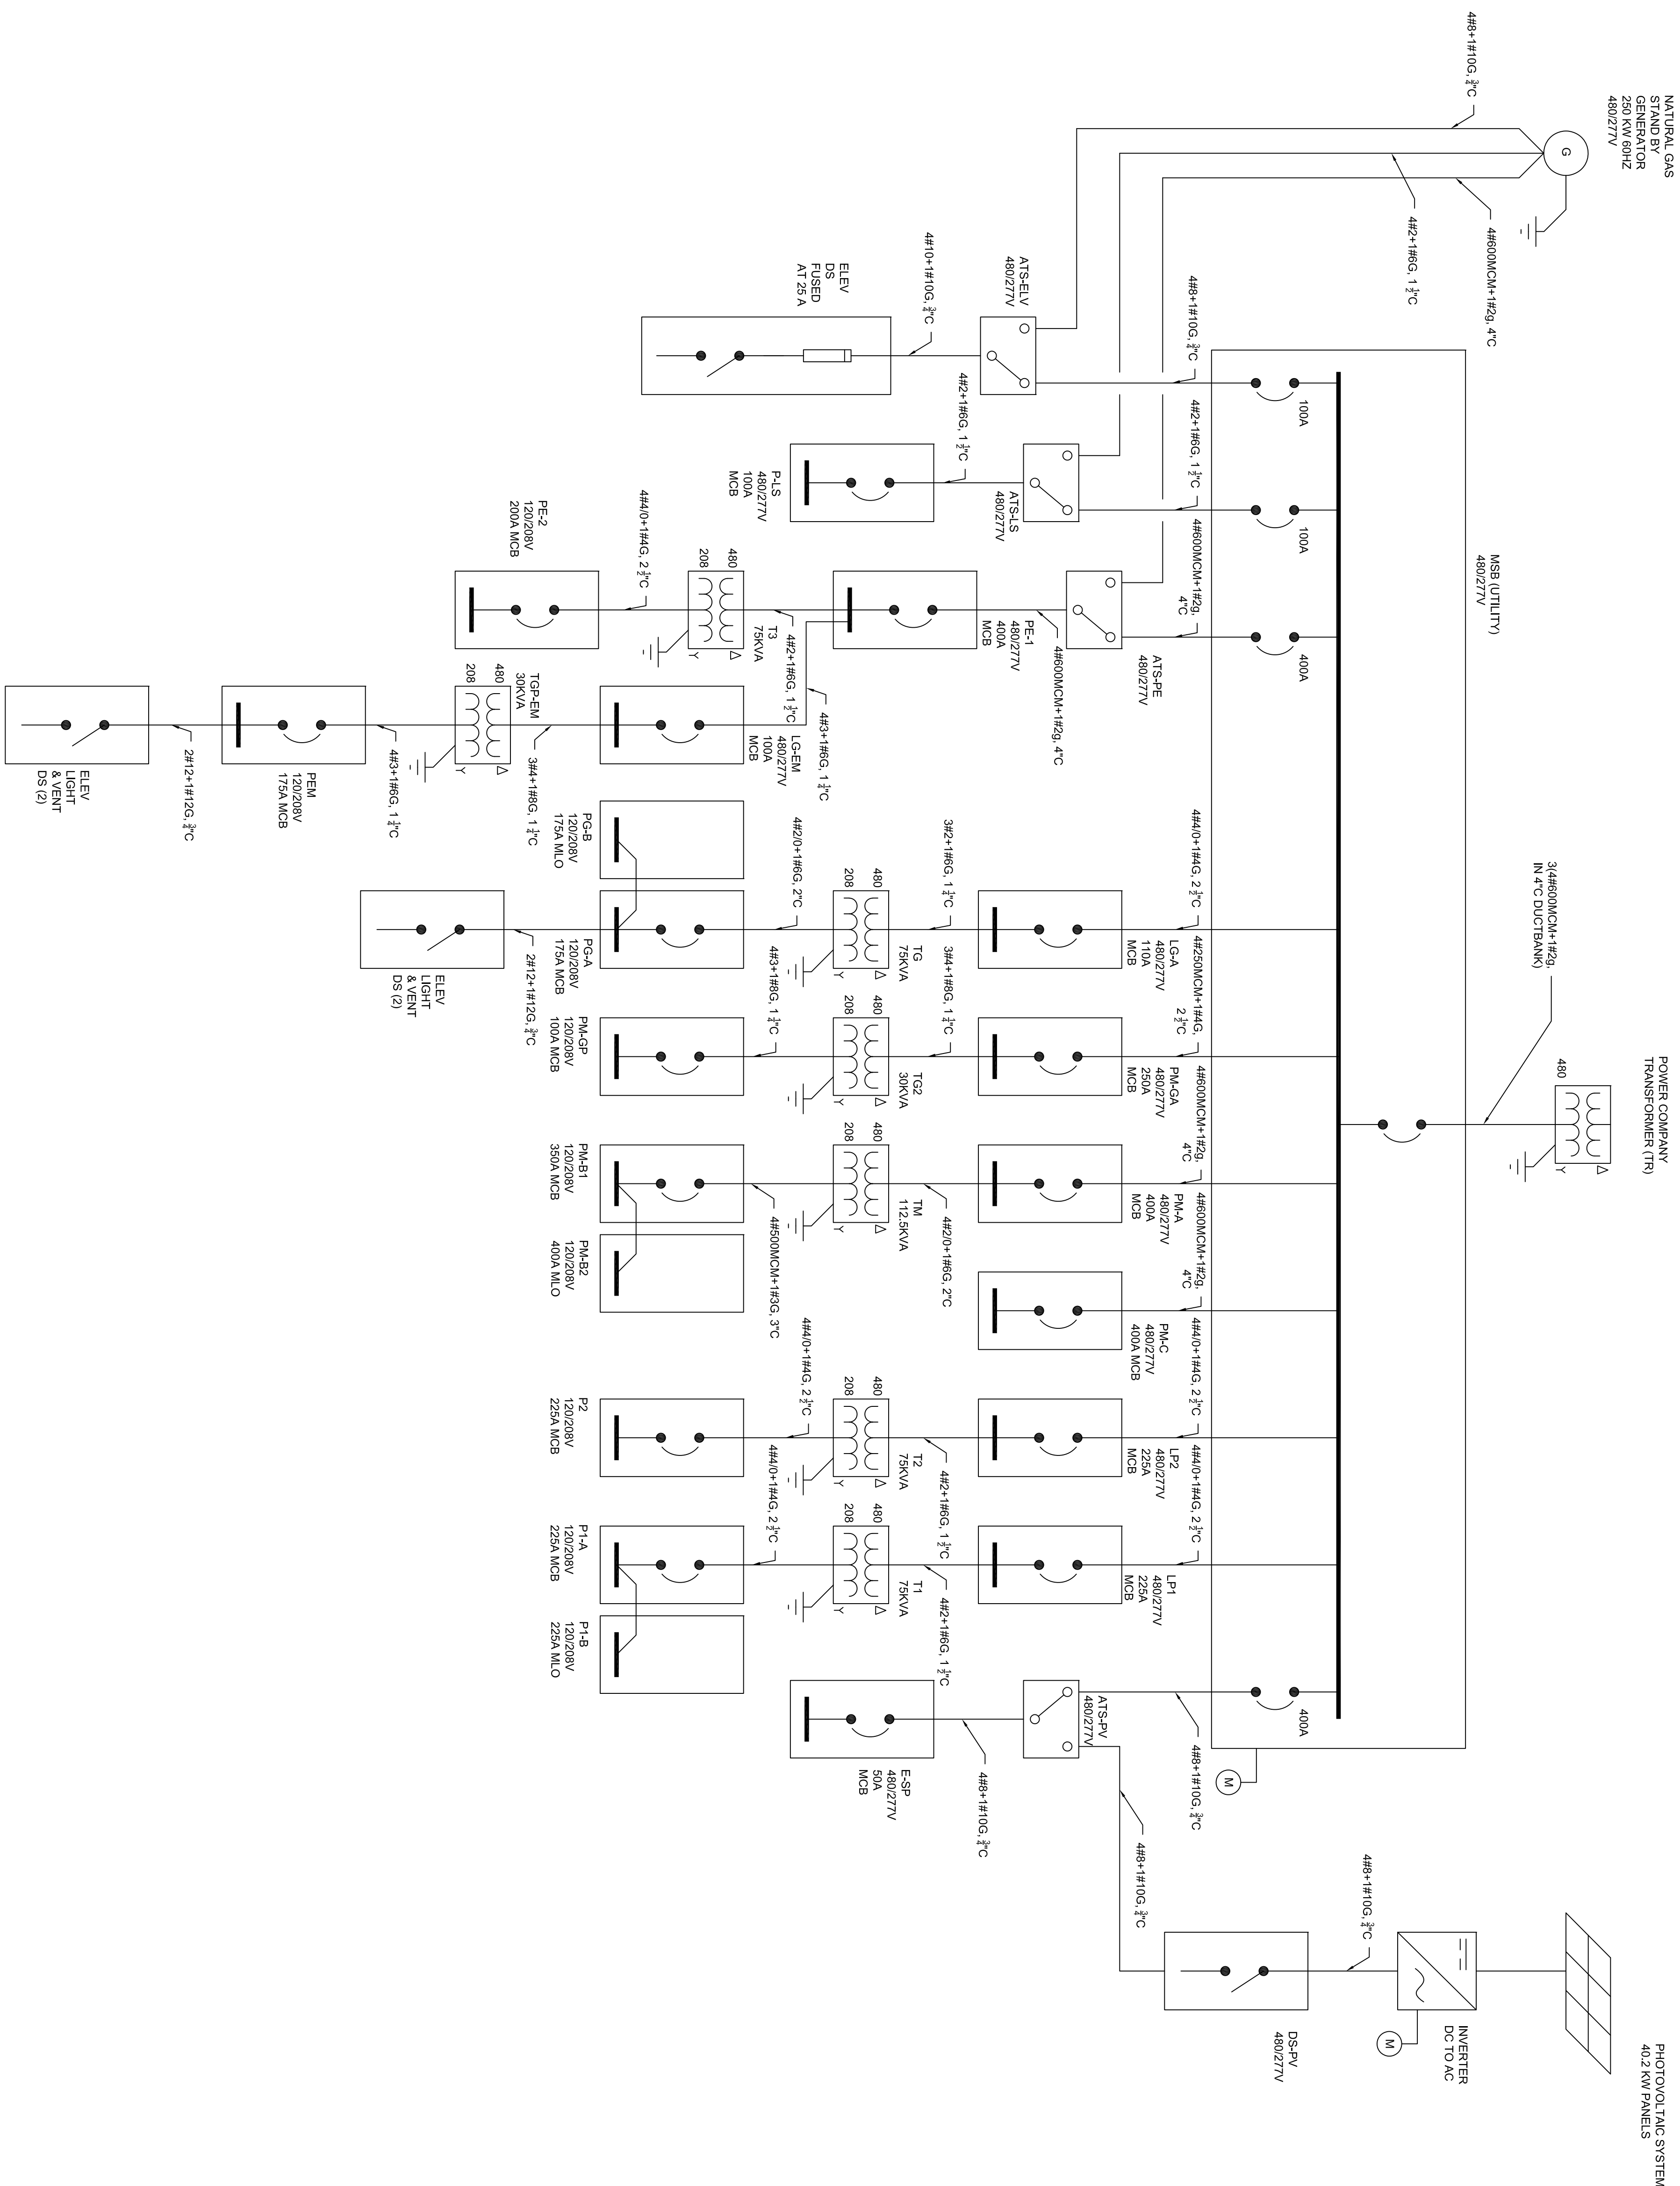 NATURAL GAS
STAND BY
GENERATOR
250 KW 60HZ
480/277V
G
4#8+1#10G, 3/4"C
4#2+1#6G, 1 1/2"C
4#600MCM+1#2g, 4"C
POWER COMPANY
TRANSFORMER (TR)
480
Δ
Y
3(4#600MCM+1#2g,
IN 4"C DUCTBANK)
PHOTOVOLTAIC SYSTEM
40.2 KW PANELS
INVERTER
DC TO AC
M
4#8+1#10G, 3/4"C
DS-PV
480/277V
4#8+1#10G, 3/4"C
MSB (UTILITY)
480/277V
M
100A
100A
400A
400A
4#8+1#10G, 3/4"C
4#2+1#6G, 1 1/2"C
4#600MCM+1#2g,
4"C
4#4/0+1#4G, 2 1/2"C
4#250MCM+1#4G,
2 1/2"C
4#600MCM+1#2g,
4"C
4#600MCM+1#2g,
4"C
4#4/0+1#4G, 2 1/2"C
4#4/0+1#4G, 2 1/2"C
4#8+1#10G, 3/4"C
ATS-ELV
480/277V
4#10+1#10G, 3/4"C
ELEV
DS
FUSED
AT 25 A
ATS-LS
480/277V
4#2+1#6G, 1 1/2"C
P-LS
480/277V
100A
MCB
ATS-PE
480/277V
4#600MCM+1#2g, 4"C
PE-1
480/277V
400A
MCB
4#2+1#6G, 1 1/2"C
T3
75KVA
480
208
Δ
Y
4#4/0+1#4G, 2 1/2"C
PE-2
120/208V
200A MCB
4#3+1#6G, 1 1/2"C
LG-EM
480/277V
100A
MCB
3#4+1#8G, 1 1/4"C
TGP-EM
30KVA
480
208
Δ
Y
4#3+1#6G, 1 1/4"C
PEM
120/208V
175A MCB
2#12+1#12G, 3/4"C
ELEV
LIGHT
& VENT
DS (2)
LG-A
480/277V
110A
MCB
3#2+1#6G, 1 1/4"C
TG
75KVA
480
208
Δ
Y
4#2/0+1#6G, 2"C
PG-B
120/208V
175A MLO
PG-A
120/208V
175A MCB
2#12+1#12G, 3/4"C
ELEV
LIGHT
& VENT
DS (2)
PM-GA
480/277V
250A
MCB
3#4+1#8G, 1 1/4"C
TG2
30KVA
480
208
Δ
Y
4#3+1#8G, 1 1/4"C
PM-GP
120/208V
100A MCB
PM-A
480/277V
400A
MCB
4#2/0+1#6G, 2"C
TM
112.5KVA
480
208
Δ
Y
4#500MCM+1#3G, 3"C
PM-B1
120/208V
350A MCB
PM-B2
120/208V
400A MLO
PM-C
480/277V
400A MCB
LP2
480/277V
225A
MCB
4#2+1#6G, 1 1/2"C
T2
75KVA
480
208
Δ
Y
4#4/0+1#4G, 2 1/2"C
P2
120/208V
225A MCB
LP1
480/277V
225A
MCB
4#2+1#6G, 1 1/2"C
T1
75KVA
480
208
Δ
Y
4#4/0+1#4G, 2 1/2"C
P1-A
120/208V
225A MCB
P1-B
120/208V
225A MLO
ATS-PV
480/277V
4#8+1#10G, 3/4"C
E-SP
480/277V
50A
MCB